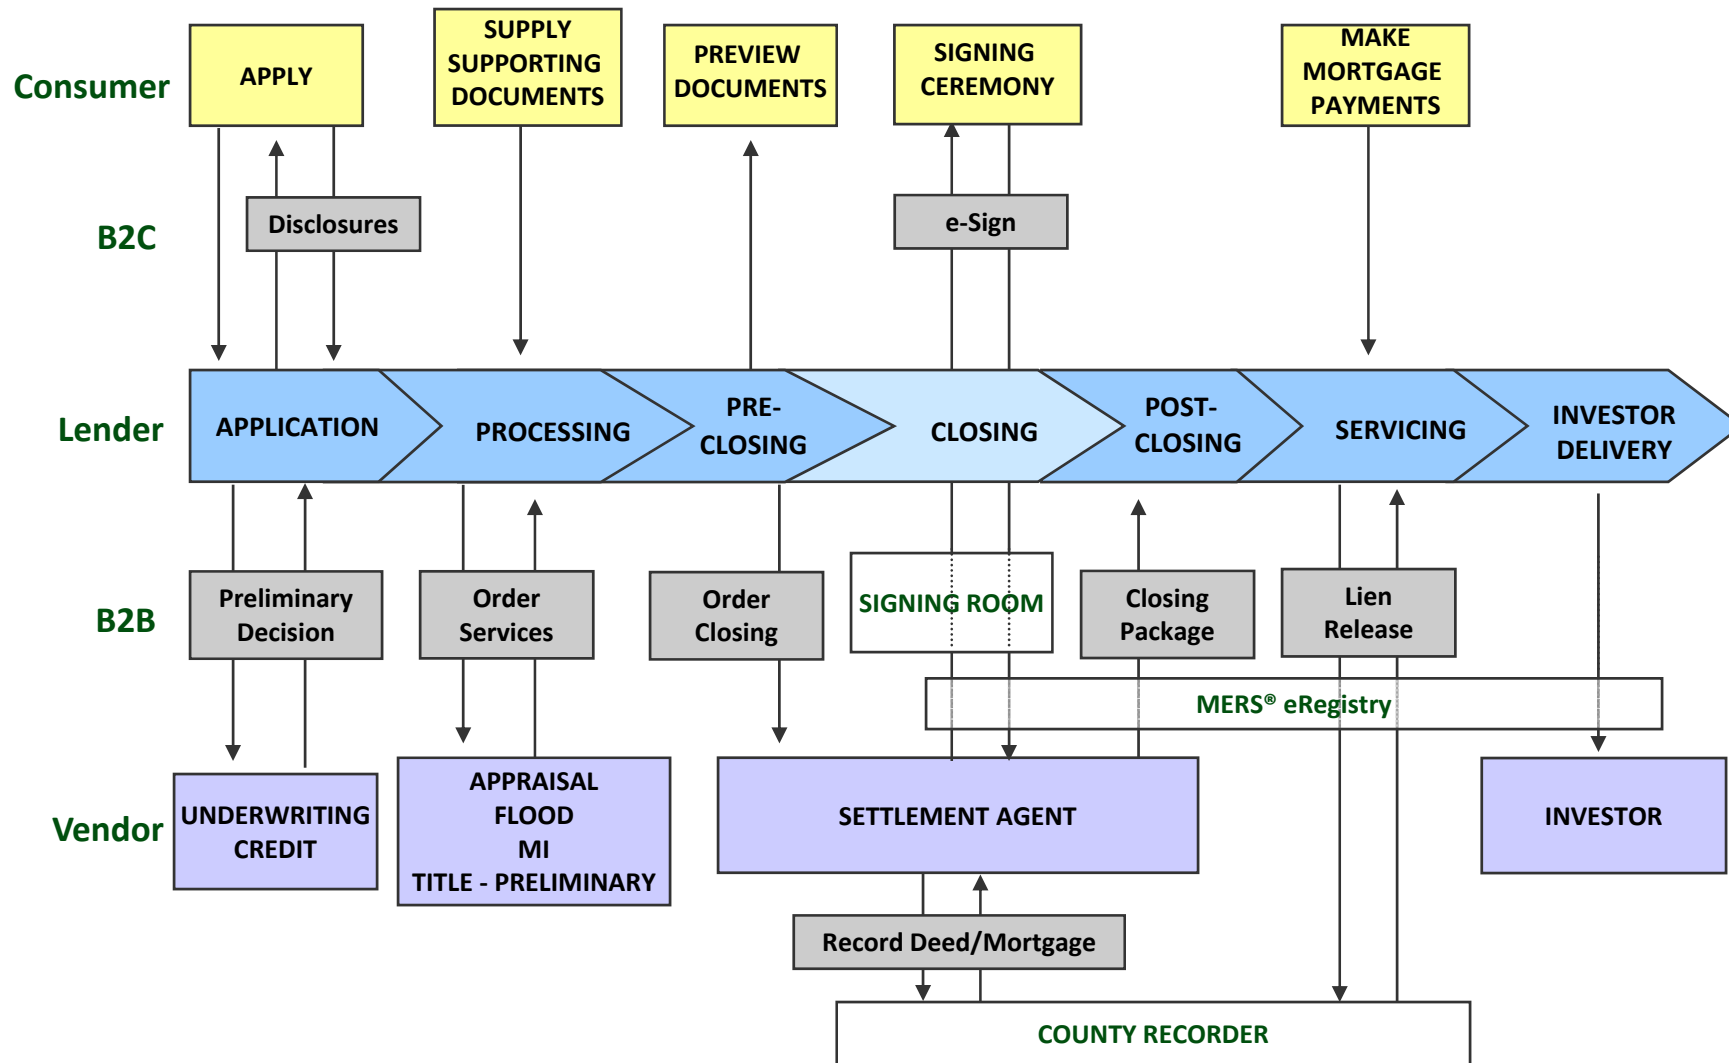 Consumer
APPLY
SUPPLY
SUPPORTING
DOCUMENTS
PREVIEW
DOCUMENTS
SIGNING
CEREMONY
MAKE
MORTGAGE
PAYMENTS
B2C
Disclosures
e-Sign
Lender
APPLICATION
PROCESSING
PRE-
CLOSING
CLOSING
POST-
CLOSING
SERVICING
INVESTOR
DELIVERY
B2B
Preliminary
Decision
Order
Services
Order
Closing
SIGNING ROOM
Closing
Package
Lien
Release
MERS® eRegistry
Vendor
UNDERWRITING
CREDIT
APPRAISAL
FLOOD
MI
TITLE - PRELIMINARY
SETTLEMENT AGENT
INVESTOR
Record Deed/Mortgage
COUNTY RECORDER